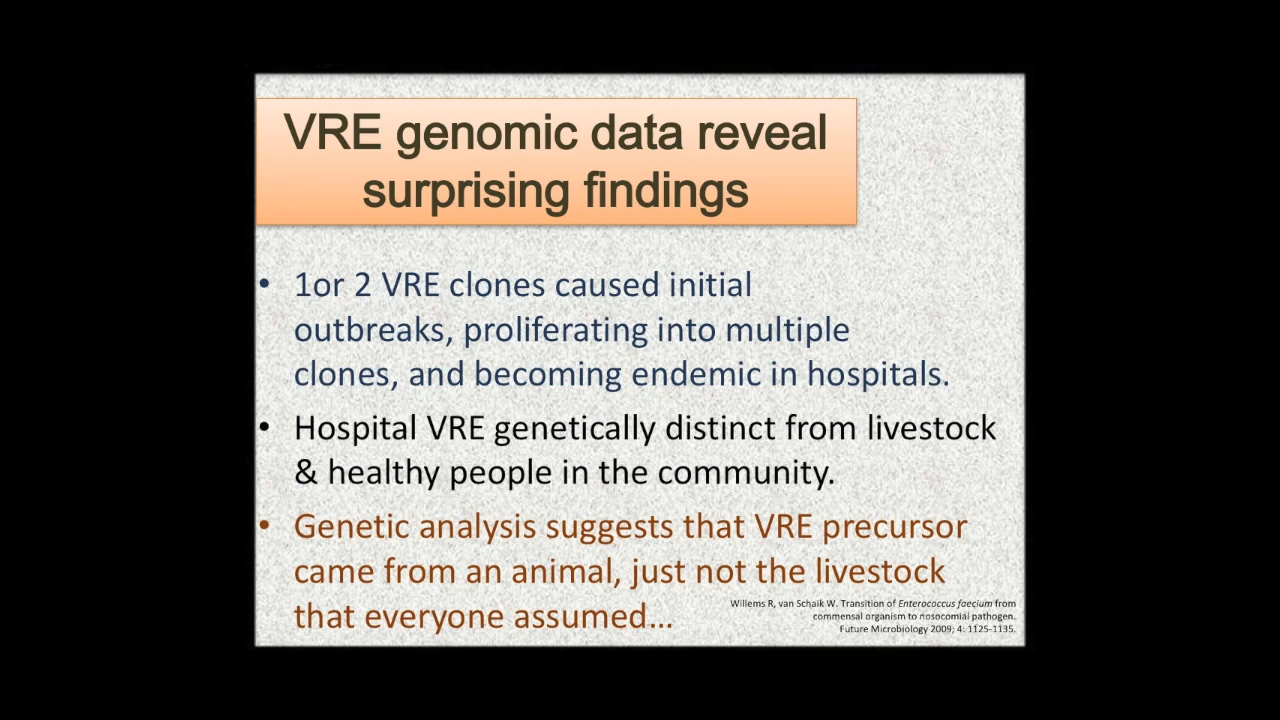 VRE genomic data reveal
surprising findings
• 1or 2 VRE clones caused initial
outbreaks, proliferating into multiple
clones, and becoming endemic in hospitals.
• Hospital VRE genetically distinct from livestock
& healthy people in the community.
• Genetic analysis suggests that VRE precursor
came from an animal, just not the livestock
that everyone assumed…
Willems R, van Schaik W. Transition of Enterococcus faecium from
commensal organism to nosocomial pathogen.
Future Microbiology 2009; 4: 1125-1135.